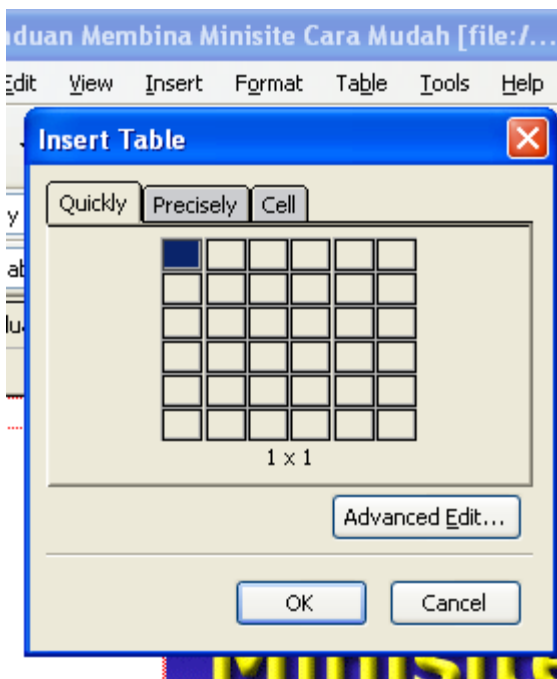 Membina Minisite Cara Mudah [file:/...
Edit View Insert Format Table Tools Help
Insert Table
Quickly Precisely Cell
1 x 1
Advanced Edit...
OK Cancel
Minisite